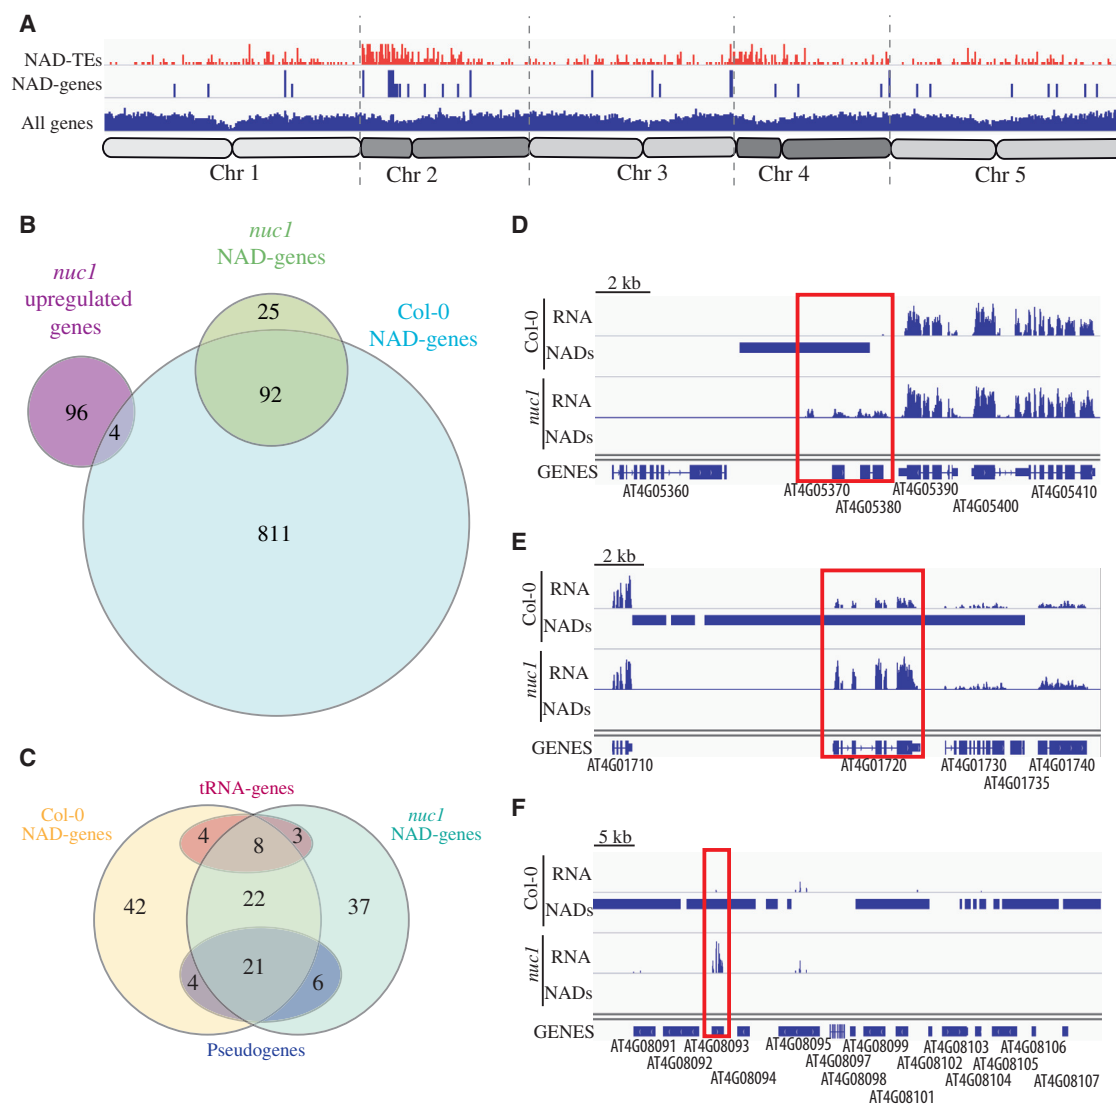 A
NAD-TEs
NAD-genes
All genes
Chr 1
Chr 2
Chr 3
Chr 4
Chr 5
B
nuc1
NAD-genes
nuc1
upregulated
genes
Col-0
NAD-genes
25
92
96
4
811
C
tRNA-genes
Col-0
NAD-genes
nuc1
NAD-genes
4
8
3
42
22
37
4
21
6
Pseudogenes
D
2 kb
Col-0
RNA
NADs
nuc1
RNA
NADs
GENES
AT4G05360
AT4G05370
AT4G05380
AT4G05390
AT4G05400
AT4G05410
E
2 kb
Col-0
RNA
NADs
nuc1
RNA
NADs
GENES
AT4G01710
AT4G01720
AT4G01730
AT4G01735
AT4G01740
F
5 kb
Col-0
RNA
NADs
nuc1
RNA
NADs
GENES
AT4G08091
AT4G08092
AT4G08093
AT4G08094
AT4G08095
AT4G08097
AT4G08098
AT4G08099
AT4G08101
AT4G08102
AT4G08103
AT4G08104
AT4G08105
AT4G08106
AT4G08107